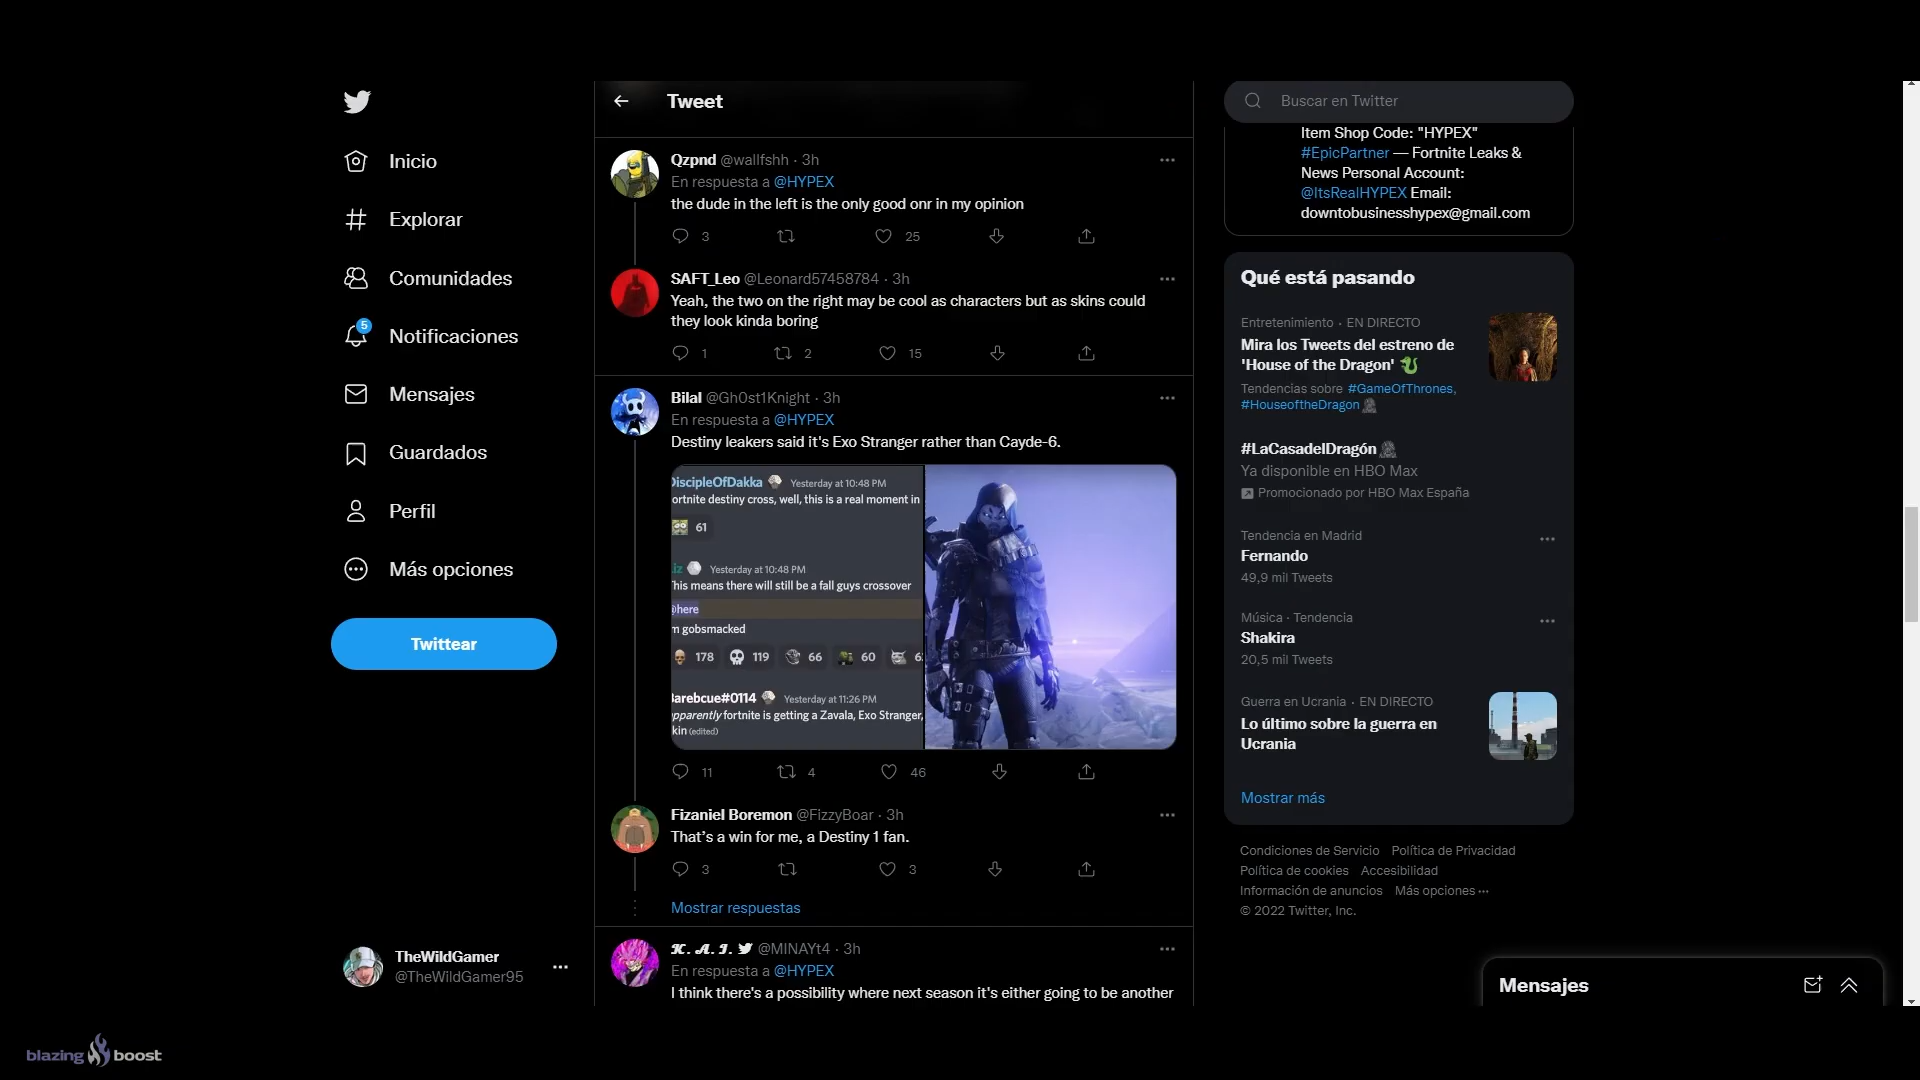 Inicio
Explorar
Comunidades
5
Notificaciones
Mensajes
Guardados
Perfil
Más opciones
Twittear
TheWildGamer
@TheWildGamer95
blazing boost
Tweet
Qzpnd @wallfshh · 3h
En respuesta a @HYPEX
the dude in the left is the only good onr in my opinion
3 25
SAFT_Leo @Leonard57458784 · 3h
Yeah, the two on the right may be cool as characters but as skins could
they look kinda boring
1 2 15
Bilal @Gh0st1Knight · 3h
En respuesta a @HYPEX
Destiny leakers said it's Exo Stranger rather than Cayde-6.
DiscipleOfDakka Yesterday at 10:48 PM
ortnite destiny cross, well, this is a real moment in
61
iz Yesterday at 10:48 PM
This means there will still be a fall guys crossover
@here
m gobsmacked
178 119 66 60 6
Barebcue#0114 Yesterday at 11:26 PM
apparently fortnite is getting a Zavala, Exo Stranger,
kin (edited)
11 4 46
Fizaniel Boremon @FizzyBoar · 3h
That's a win for me, a Destiny 1 fan.
3 3
Mostrar respuestas
𝓚. 𝓐. 𝓘. @MINAYt4 · 3h
En respuesta a @HYPEX
I think there's a possibility where next season it's either going to be another
Buscar en Twitter
Item Shop Code: "HYPEX"
#EpicPartner — Fortnite Leaks &
News Personal Account:
@ItsRealHYPEX Email:
downtobusinesshypex@gmail.com
Qué está pasando
Entretenimiento · EN DIRECTO
Mira los Tweets del estreno de
'House of the Dragon' 🐉
Tendencias sobre #GameOfThrones,
#HouseoftheDragon
#LaCasadelDragón
Ya disponible en HBO Max
Promocionado por HBO Max España
Tendencia en Madrid
Fernando
49,9 mil Tweets
Música · Tendencia
Shakira
20,5 mil Tweets
Guerra en Ucrania · EN DIRECTO
Lo último sobre la guerra en
Ucrania
Mostrar más
Condiciones de Servicio Política de Privacidad
Política de cookies Accesibilidad
Información de anuncios Más opciones ···
© 2022 Twitter, Inc.
Mensajes